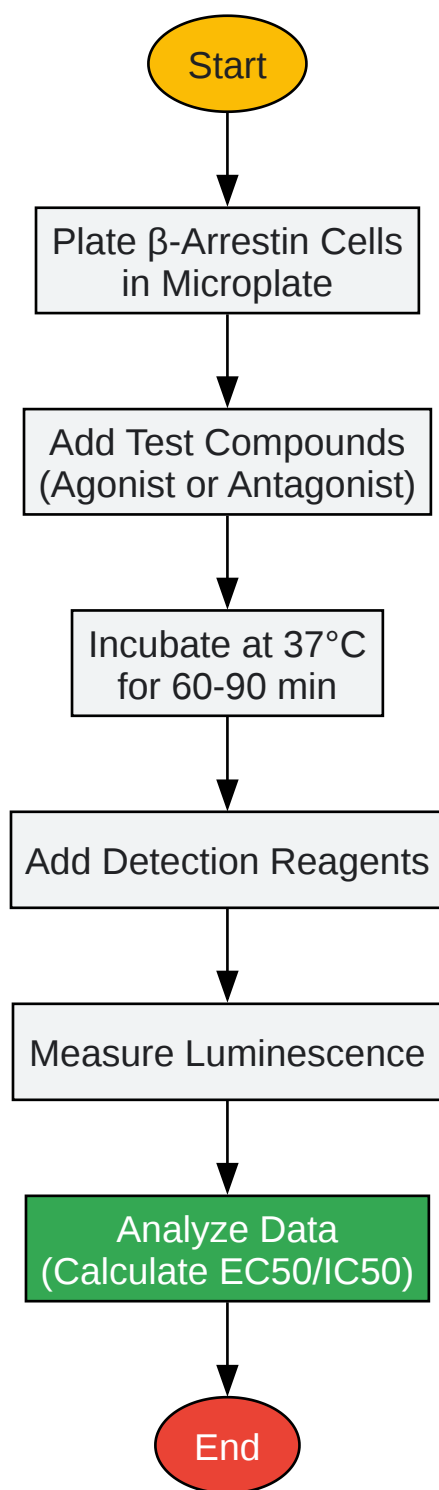 Start
Plate β-Arrestin Cells
in Microplate
Add Test Compounds
(Agonist or Antagonist)
Incubate at 37°C
for 60-90 min
Add Detection Reagents
Measure Luminescence
Analyze Data
(Calculate EC50/IC50)
End